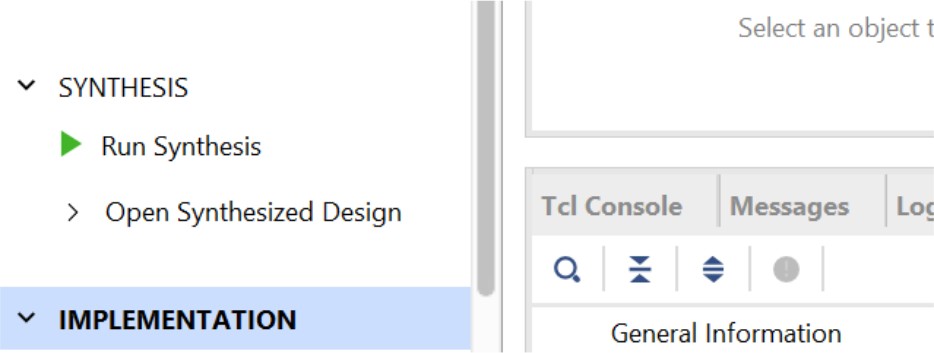 Select an object t
SYNTHESIS
Run Synthesis
Open Synthesized Design
IMPLEMENTATION
Tcl Console
Messages
Log
General Information